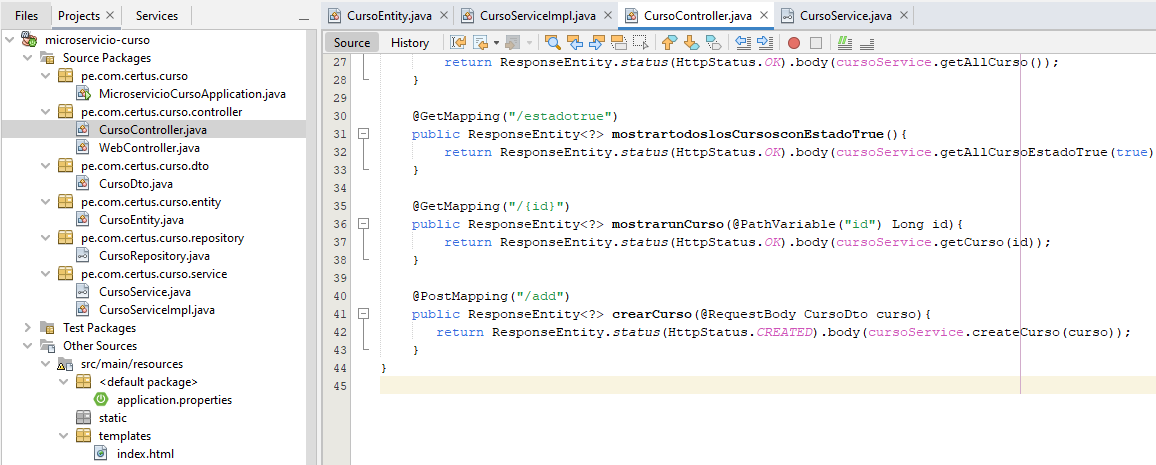 Files
Projects
Services
microservicio-curso
Source Packages
pe.com.certus.curso
MicroservicioCursoApplication.java
pe.com.certus.curso.controller
CursoController.java
WebController.java
pe.com.certus.curso.dto
CursoDto.java
pe.com.certus.curso.entity
CursoEntity.java
pe.com.certus.curso.repository
CursoRepository.java
pe.com.certus.curso.service
CursoService.java
CursoServiceImpl.java
Test Packages
Other Sources
src/main/resources
<default package>
application.properties
static
templates
index.html
CursoEntity.java
CursoServiceImpl.java
CursoController.java
CursoService.java
Source
History
27 return ResponseEntity.status(HttpStatus.OK).body(cursoService.getAllCurso());
28 }
29
30 @GetMapping("/estadotrue")
31 public ResponseEntity<?> mostrartodoslosCursosconEstadoTrue(){
32 return ResponseEntity.status(HttpStatus.OK).body(cursoService.getAllCursoEstadoTrue(true)
33 }
34
35 @GetMapping("/{id}")
36 public ResponseEntity<?> mostrarunCurso(@PathVariable("id") Long id){
37 return ResponseEntity.status(HttpStatus.OK).body(cursoService.getCurso(id));
38 }
39
40 @PostMapping("/add")
41 public ResponseEntity<?> crearCurso(@RequestBody CursoDto curso){
42 return ResponseEntity.status(HttpStatus.CREATED).body(cursoService.createCurso(curso));
43 }
44 }
45